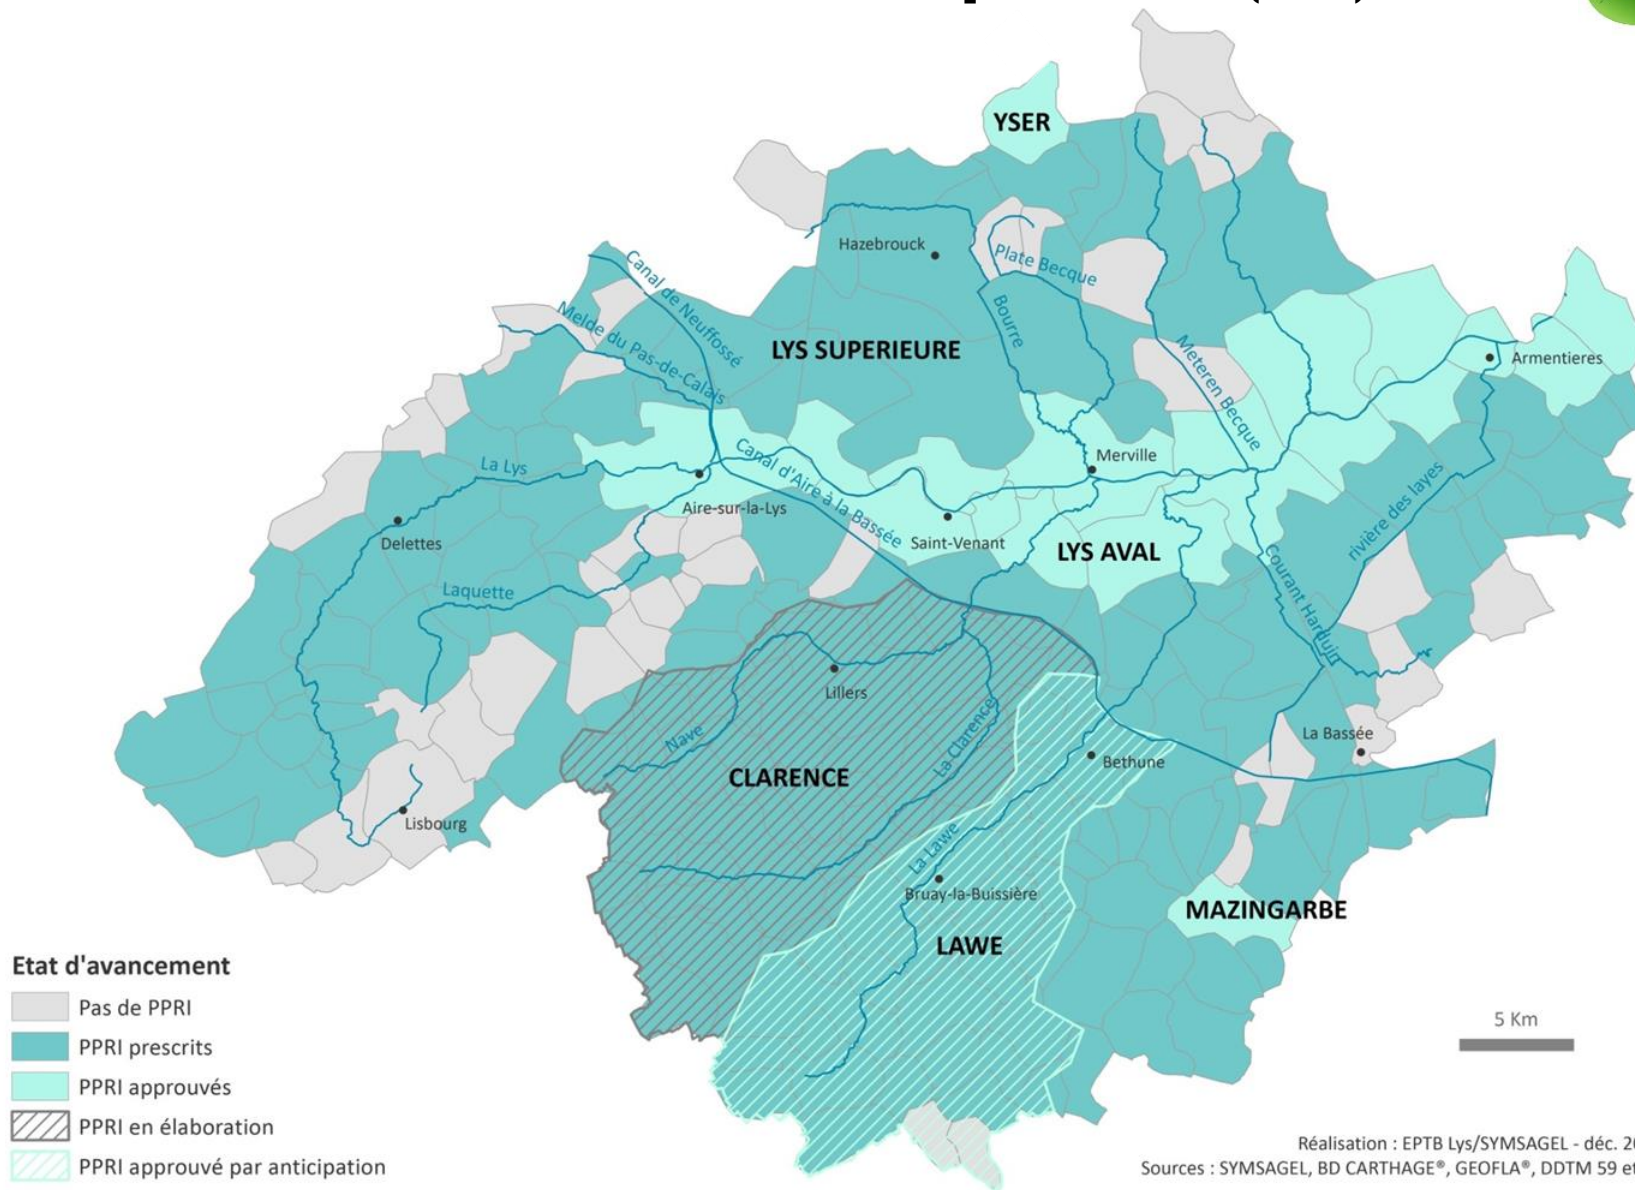 YSER
Hazebrouck
Plate Becque
Canal de Neuffossé
Melde du Pas-de-Calais
Bourre
LYS SUPERIEURE
Meteren Becque
Armentieres
La Lys
Canal d'Aire à la Bassée
Merville
Aire-sur-la-Lys
Saint-Venant
LYS AVAL
rivière des layes
Delettes
Laquette
Courant Harduin
Lillers
Nave
La Clarence
La Bassée
CLARENCE
Bethune
Lisbourg
La Lawe
Bruay-la-Buissière
MAZINGARBE
LAWE
Etat d'avancement
Pas de PPRI
PPRI prescrits
PPRI approuvés
PPRI en élaboration
PPRI approuvé par anticipation
5 Km
Réalisation : EPTB Lys/SYMSAGEL - déc.
Sources : SYMSAGEL, BD CARTHAGE®, GEOFLA®, DDTM 59 et